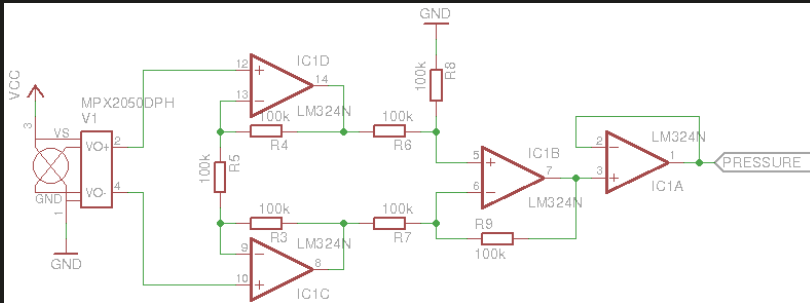 GND
VCC
MPX2050DPH
V1
3
VS
VO+
2
VO-
4
GND
1
GND
12
13
14
IC1D
LM324N
100k
R4
100k
R5
100k
R3
9
10
8
LM324N
IC1C
100k
R6
100k
R8
100k
R7
5
6
7
IC1B
LM324N
R9
100k
2
3
1
LM324N
IC1A
PRESSURE
+
-
-
+
+
-
-
+